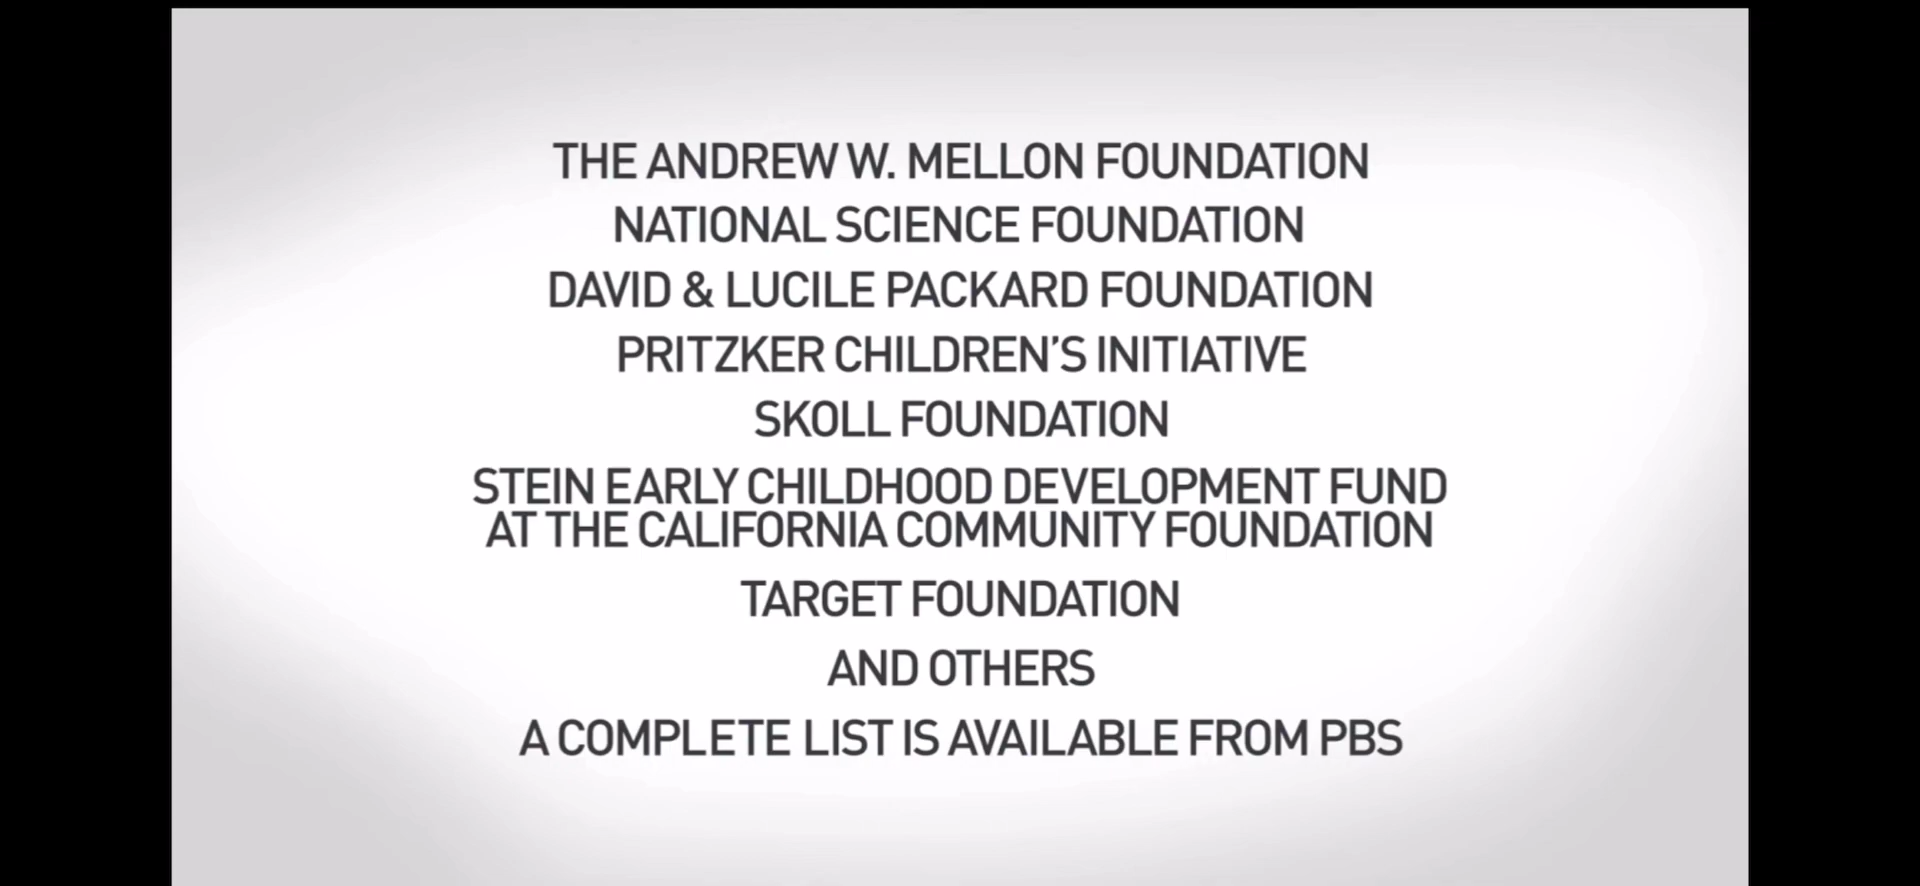 THE ANDREW W. MELLON FOUNDATION
NATIONAL SCIENCE FOUNDATION
DAVID & LUCILE PACKARD FOUNDATION
PRITZKER CHILDREN’S INITIATIVE
SKOLL FOUNDATION
STEIN EARLY CHILDHOOD DEVELOPMENT FUND
AT THE CALIFORNIA COMMUNITY FOUNDATION
TARGET FOUNDATION
AND OTHERS
A COMPLETE LIST IS AVAILABLE FROM PBS